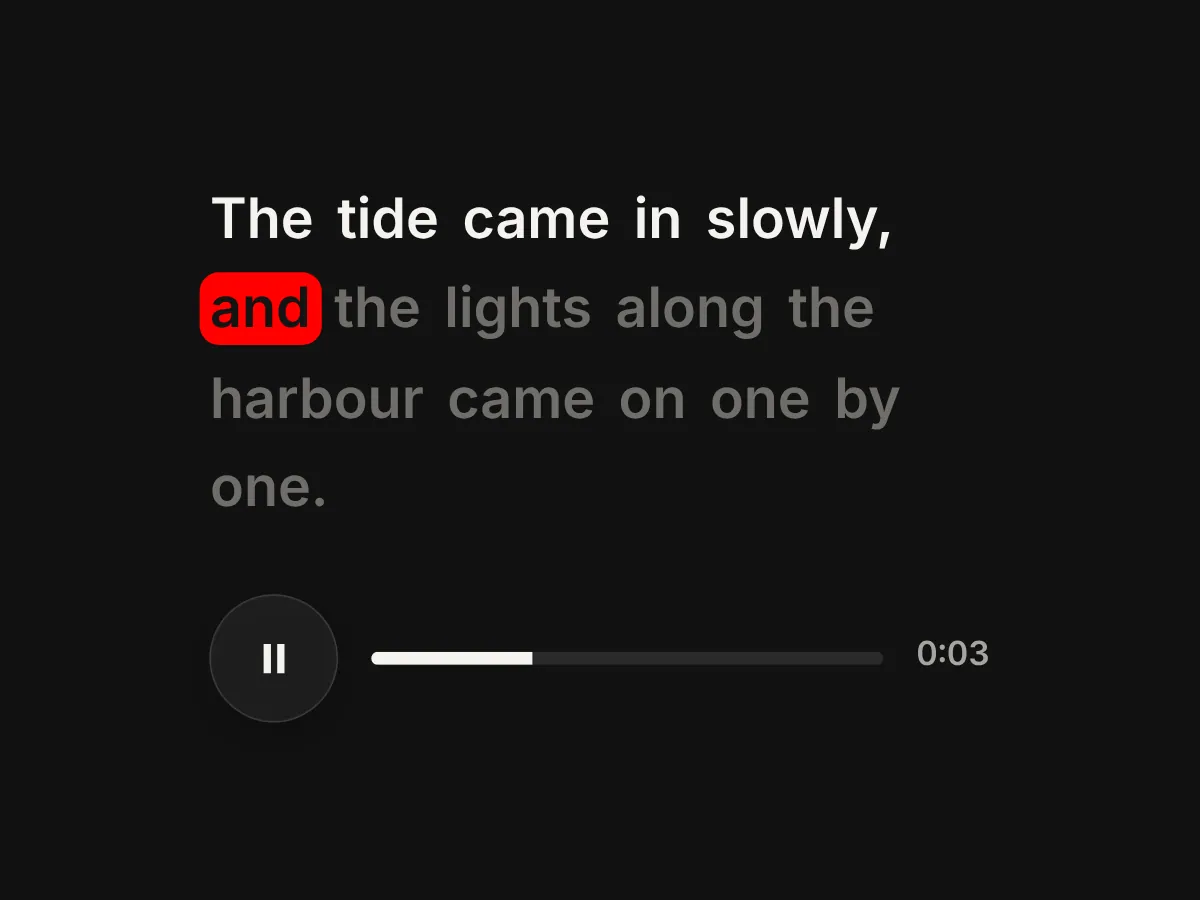 The tide came in slowly,
and the lights along the
harbour came on one by
one.
0:03